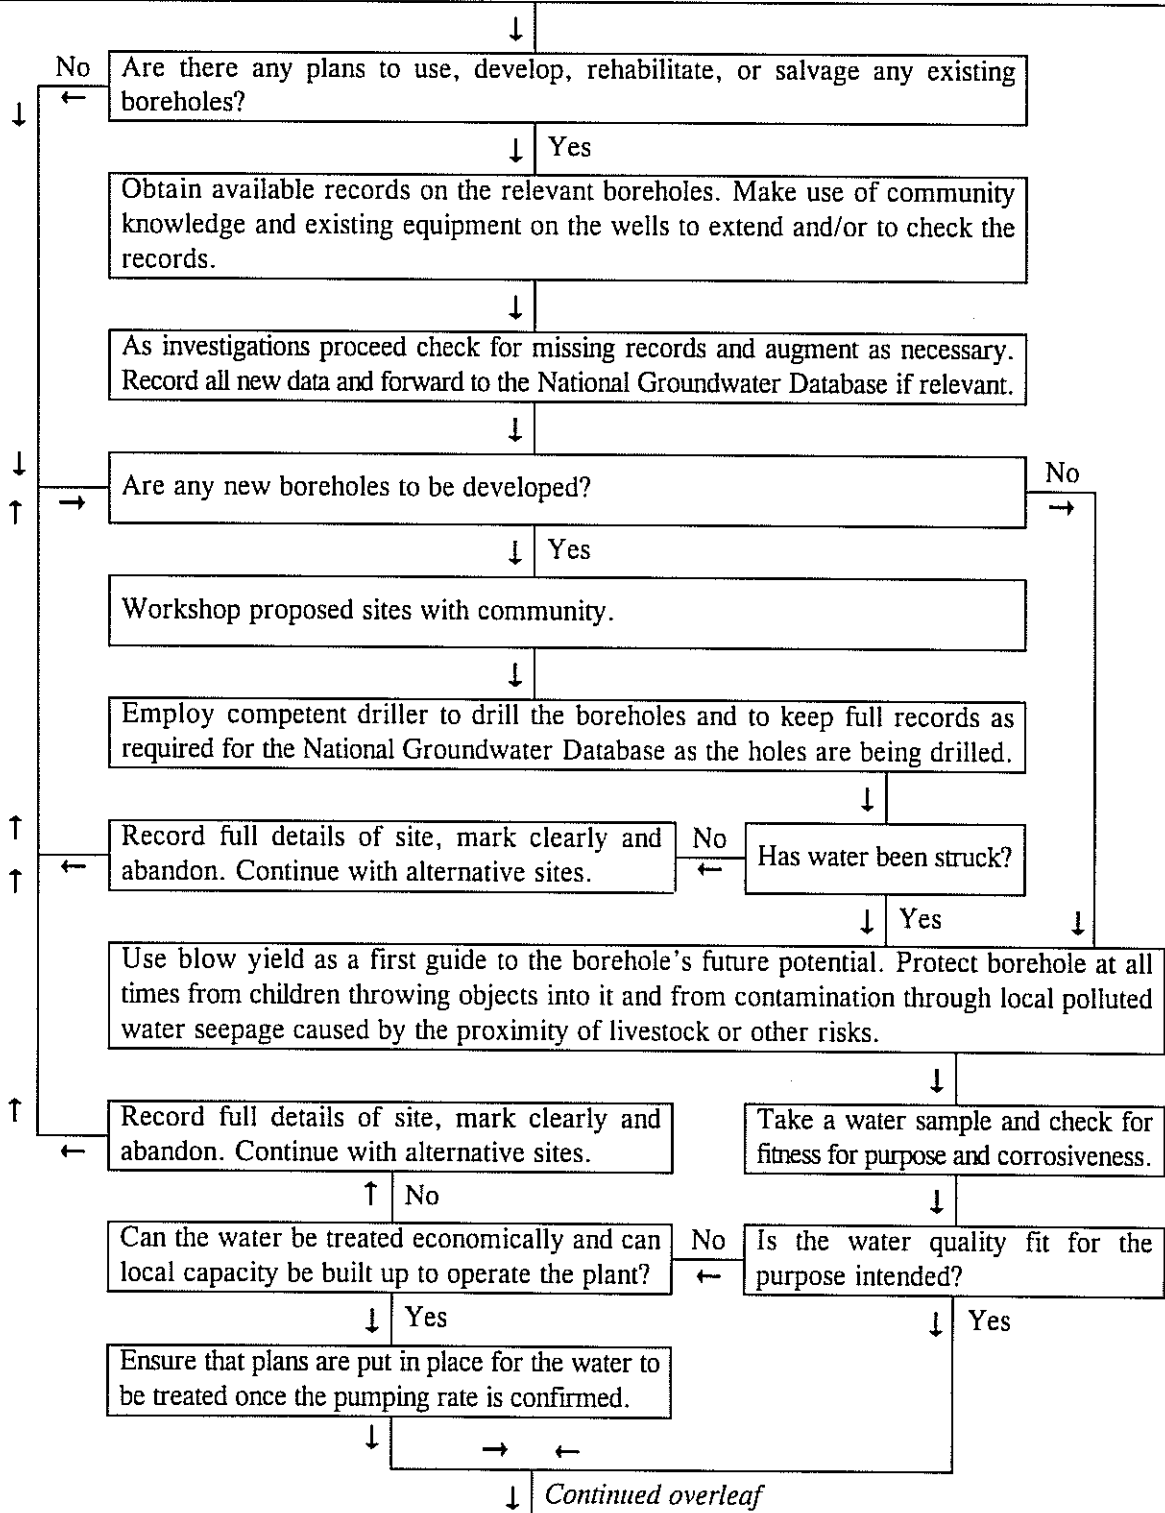 ↓
No
Are there any plans to use, develop, rehabilitate, or salvage any existing
boreholes?
←
↓
↓ Yes
Obtain available records on the relevant boreholes. Make use of community
knowledge and existing equipment on the wells to extend and/or to check the
records.
↓
As investigations proceed check for missing records and augment as necessary.
Record all new data and forward to the National Groundwater Database if relevant.
↓
↓
Are any new boreholes to be developed?
No
↑ →
→
↓ Yes
Workshop proposed sites with community.
↓
Employ competent driller to drill the boreholes and to keep full records as
required for the National Groundwater Database as the holes are being drilled.
↓
↑
Record full details of site, mark clearly and
abandon. Continue with alternative sites.
No
←
Has water been struck?
↑ ←
↓ Yes
↓
Use blow yield as a first guide to the borehole's future potential. Protect borehole at all
times from children throwing objects into it and from contamination through local polluted
water seepage caused by the proximity of livestock or other risks.
↓
↑
Record full details of site, mark clearly and
abandon. Continue with alternative sites.
←
Take a water sample and check for
fitness for purpose and corrosiveness.
↑ No
↓
Can the water be treated economically and can
local capacity be built up to operate the plant?
No
←
Is the water quality fit for the
purpose intended?
↓ Yes
↓ Yes
Ensure that plans are put in place for the water to
be treated once the pumping rate is confirmed.
↓ → ←
↓ Continued overleaf